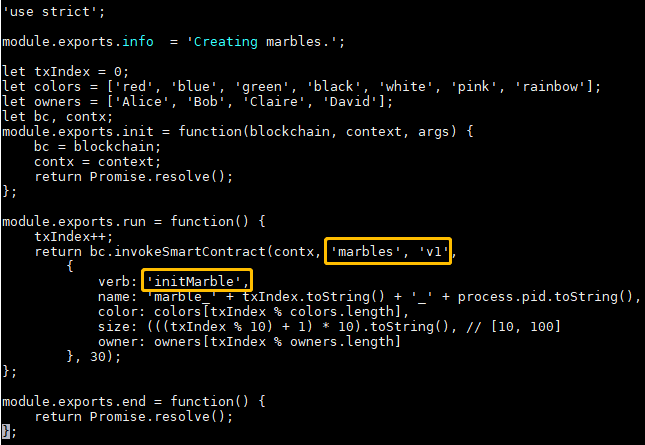 'use strict';
module.exports.info  = 'Creating marbles.';
let txIndex = 0;
let colors = ['red', 'blue', 'green', 'black', 'white', 'pink', 'rainbow'];
let owners = ['Alice', 'Bob', 'Claire', 'David'];
let bc, contx;
module.exports.init = function(blockchain, context, args) {
    bc = blockchain;
    contx = context;
    return Promise.resolve();
};
module.exports.run = function() {
    txIndex++;
    return bc.invokeSmartContract(contx, 'marbles', 'v1',
        {
            verb: 'initMarble',
            name: 'marble_' + txIndex.toString() + '_' + process.pid.toString(),
            color: colors[txIndex % colors.length],
            size: (((txIndex % 10) + 1) * 10).toString(), // [10, 100]
            owner: owners[txIndex % owners.length]
        }, 30);
};
module.exports.end = function() {
    return Promise.resolve();
};